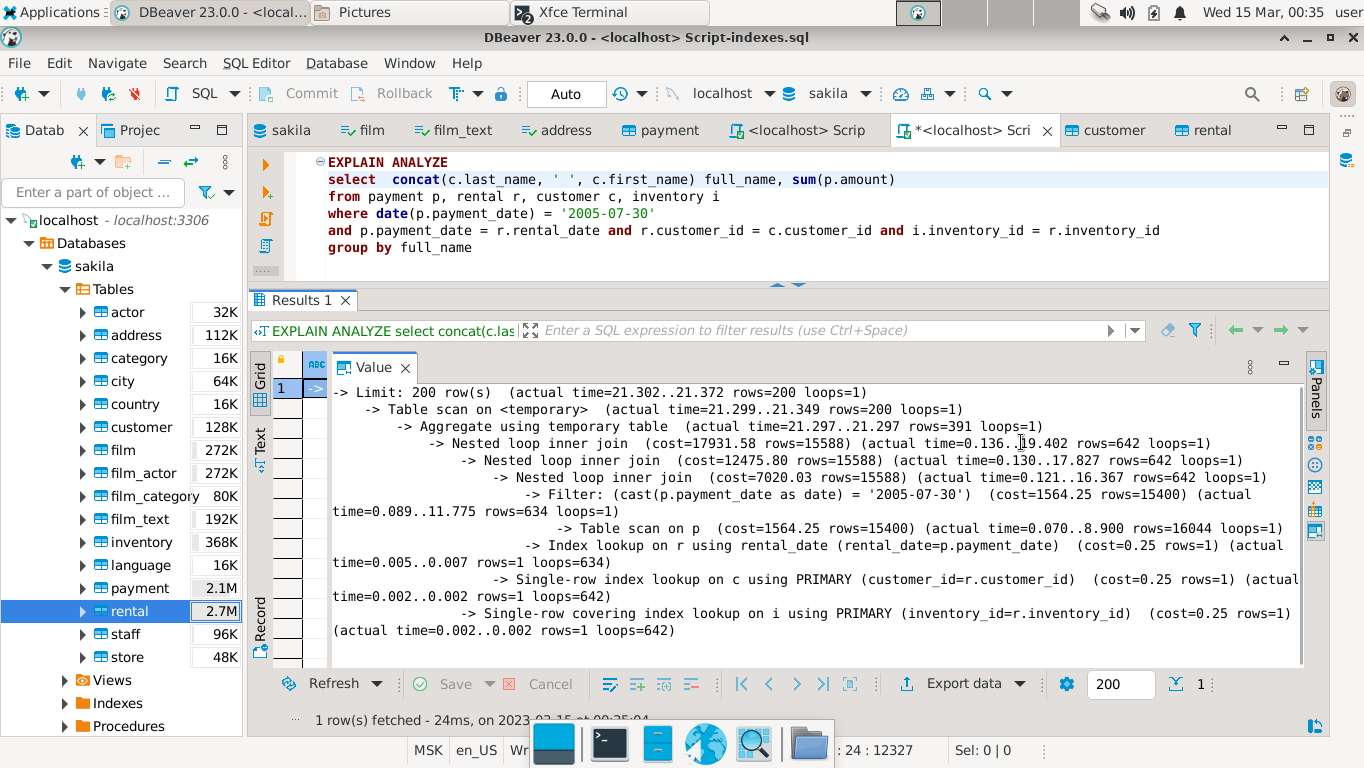 Applications
DBeaver 23.0.0 - <local...
Pictures
Xfce Terminal
Wed 15 Mar, 00:35
user
DBeaver 23.0.0 - <localhost> Script-indexes.sql
File Edit Navigate Search SQL Editor Database Window Help
SQL Commit Rollback Auto localhost sakila
Datab
Projec
sakila
film
film_text
address
payment
<localhost> Scrip
*<localhost> Scri
customer
rental
Enter a part of object ...
localhost - localhost:3306
Databases
sakila
Tables
actor 32K
address 112K
category 16K
city 64K
country 16K
customer 128K
film 272K
film_actor 272K
film_category 80K
film_text 192K
inventory 368K
language 16K
payment 2.1M
rental 2.7M
staff 96K
store 48K
Views
Indexes
Procedures
EXPLAIN ANALYZE
select  concat(c.last_name, ' ', c.first_name) full_name, sum(p.amount)
from payment p, rental r, customer c, inventory i
where date(p.payment_date) = '2005-07-30'
and p.payment_date = r.rental_date and r.customer_id = c.customer_id and i.inventory_id = r.inventory_id
group by full_name
Results 1
EXPLAIN ANALYZE select concat(c.las
Enter a SQL expression to filter results (use Ctrl+Space)
Grid
Text
Record
ABC
1 ->
Value
Panels
-> Limit: 200 row(s)  (actual time=21.302..21.372 rows=200 loops=1)
-> Table scan on <temporary>  (actual time=21.299..21.349 rows=200 loops=1)
-> Aggregate using temporary table  (actual time=21.297..21.297 rows=391 loops=1)
-> Nested loop inner join  (cost=17931.58 rows=15588) (actual time=0.136..19.402 rows=642 loops=1)
-> Nested loop inner join  (cost=12475.80 rows=15588) (actual time=0.130..17.827 rows=642 loops=1)
-> Nested loop inner join  (cost=7020.03 rows=15588) (actual time=0.121..16.367 rows=642 loops=1)
-> Filter: (cast(p.payment_date as date) = '2005-07-30')  (cost=1564.25 rows=15400) (actual
time=0.089..11.775 rows=634 loops=1)
-> Table scan on p  (cost=1564.25 rows=15400) (actual time=0.070..8.900 rows=16044 loops=1)
-> Index lookup on r using rental_date (rental_date=p.payment_date)  (cost=0.25 rows=1) (actual
time=0.005..0.007 rows=1 loops=634)
-> Single-row index lookup on c using PRIMARY (customer_id=r.customer_id)  (cost=0.25 rows=1) (actual
time=0.002..0.002 rows=1 loops=642)
-> Single-row covering index lookup on i using PRIMARY (inventory_id=r.inventory_id)  (cost=0.25 rows=1)
(actual time=0.002..0.002 rows=1 loops=642)
Refresh Save Cancel Export data 200 1
1 row(s) fetched - 24ms, on 2023-03-15 at 00:35:04
MSK en_US Wr : 24 : 12327 Sel: 0 | 0